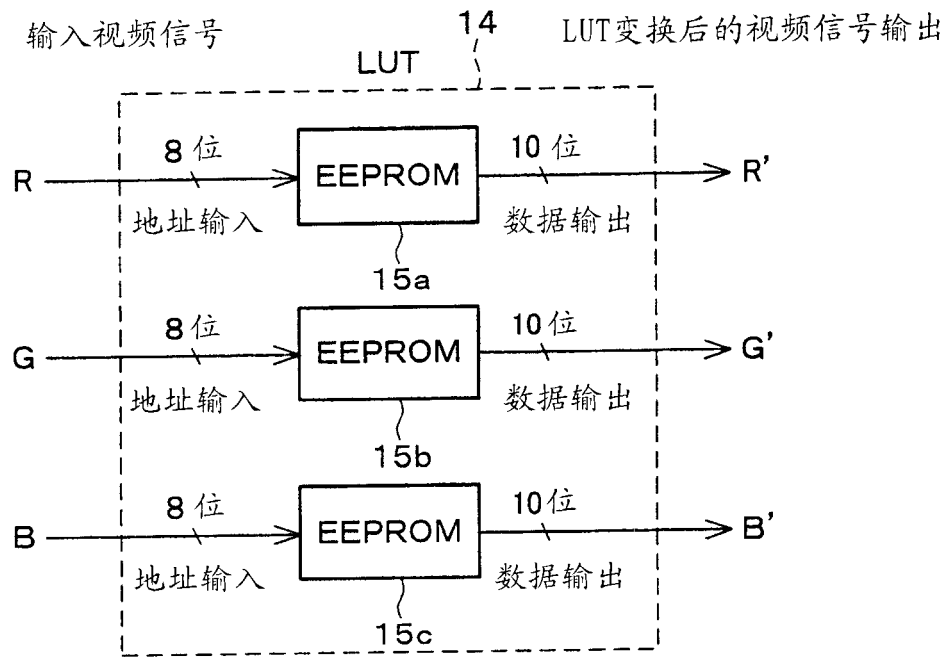 输入视频信号
14
LUT变换后的视频信号输出
LUT
R
8位
地址输入
EEPROM
10位
数据输出
R'
15a
G
8位
地址输入
EEPROM
10位
数据输出
G'
15b
B
8位
地址输入
EEPROM
10位
数据输出
B'
15c